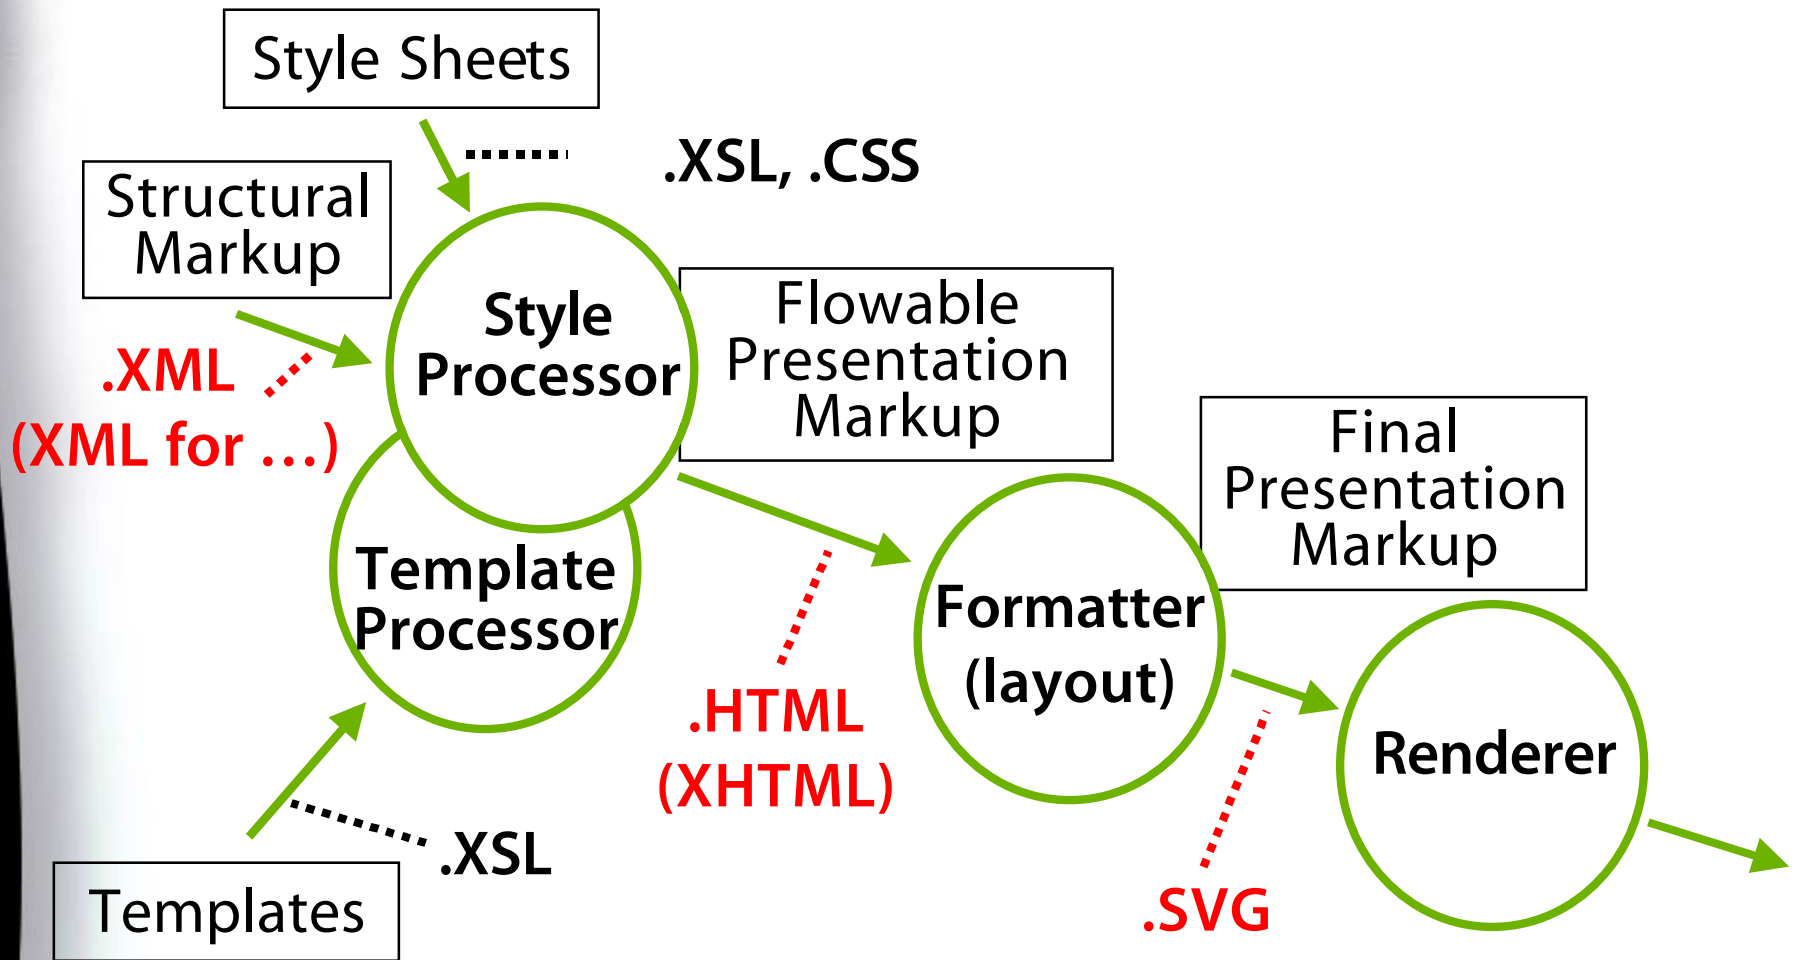 Style Sheets
.XSL, .CSS
Structural
Markup
Style
Processor
Flowable
Presentation
Markup
.XML
(XML for ...)
Final
Presentation
Markup
Template
Processor
Formatter
(layout)
.HTML
(XHTML)
Renderer
.XSL
.SVG
Templates